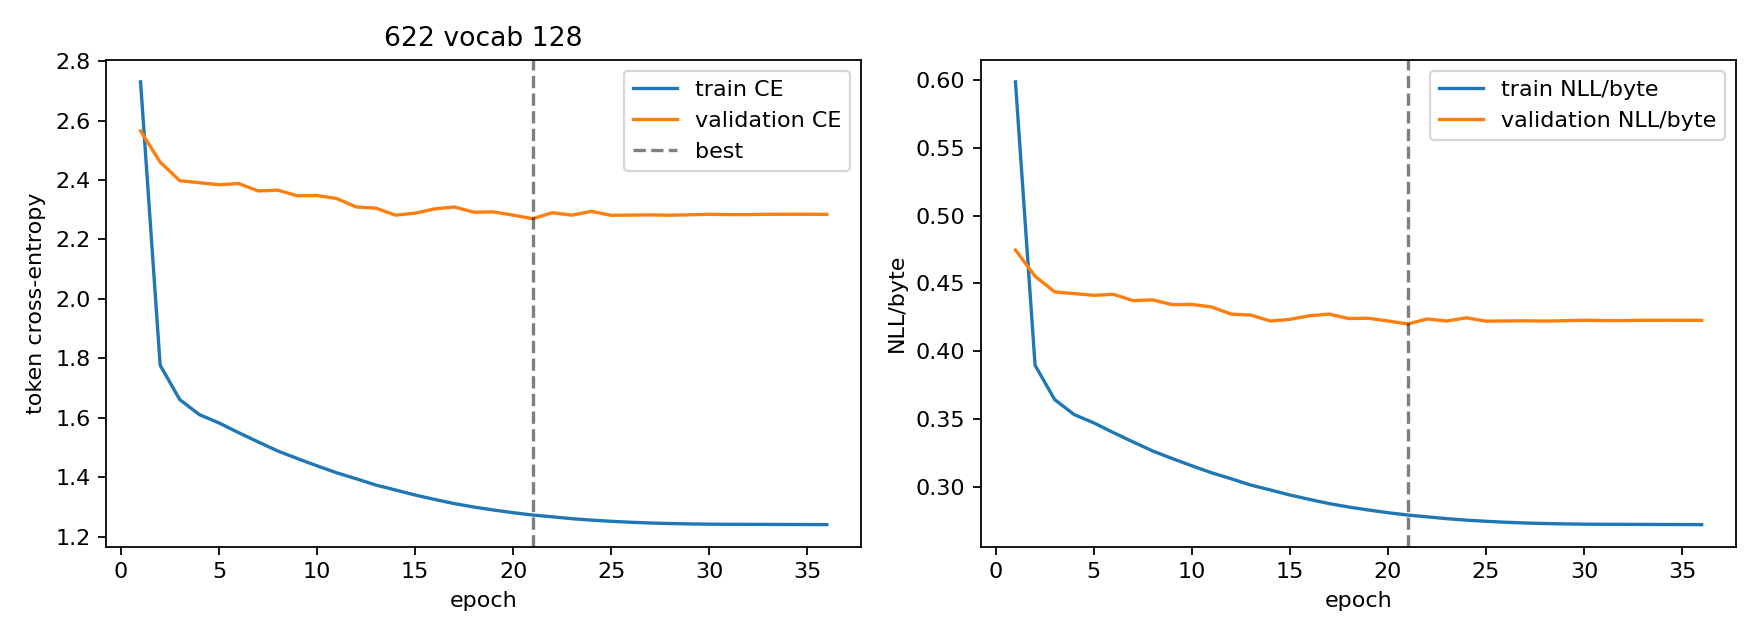 622 vocab 128
2.8
2.6
2.4
2.2
2.0
1.8
1.6
1.4
1.2
token cross-entropy
0 5 10 15 20 25 30 35
epoch
train CE
validation CE
best
0.60
0.55
0.50
0.45
0.40
0.35
0.30
NLL/byte
0 5 10 15 20 25 30 35
epoch
train NLL/byte
validation NLL/byte